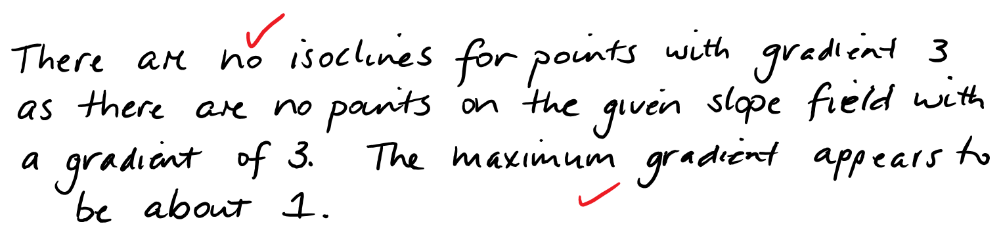 There are no isoclines for points with gradient 3
as there are no points on the given slope field with
a gradient of 3. The maximum gradient appears to
be about 1.